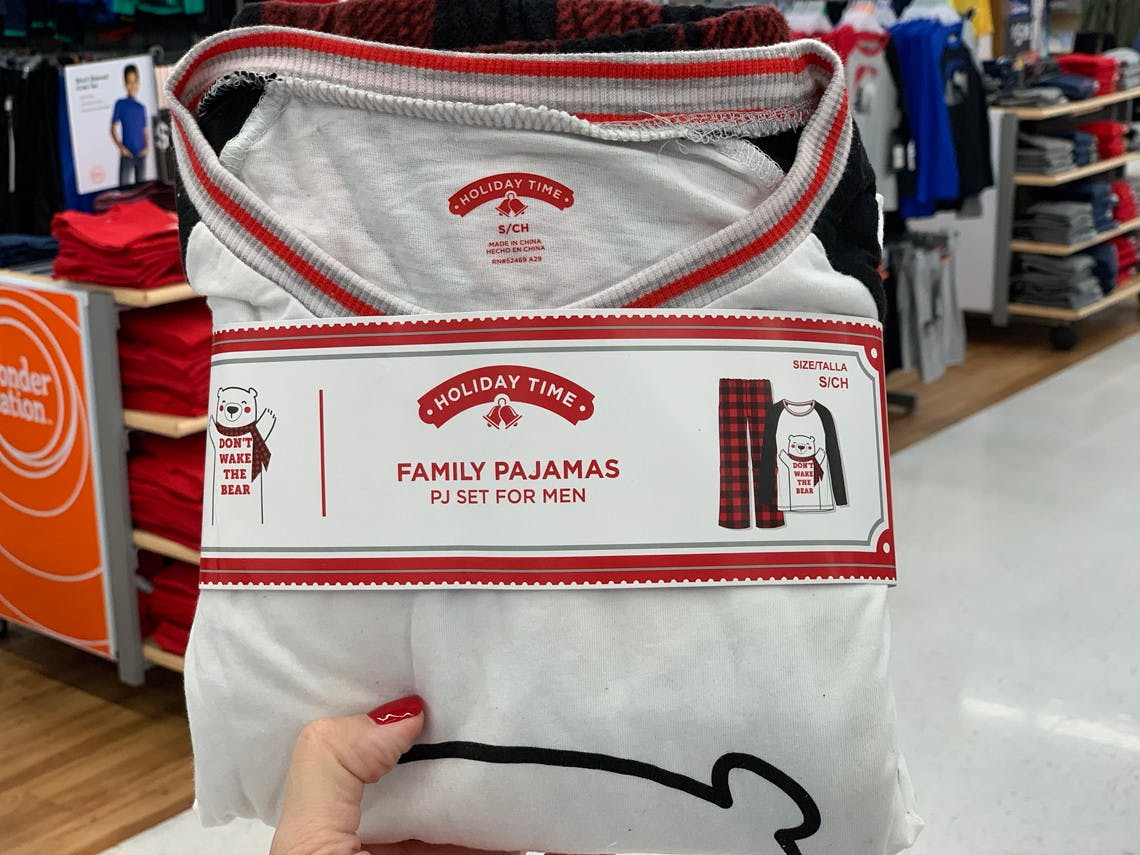 HOLIDAY TIME
S/CH
MADE IN CHINA
HECHO EN CHINA
RN#52469 A29
onder
ation.
DON'T
WAKE
THE
BEAR
HOLIDAY TIME
FAMILY PAJAMAS
PJ SET FOR MEN
SIZE/TALLA
S/CH
DON'T
WAKE
THE
BEAR